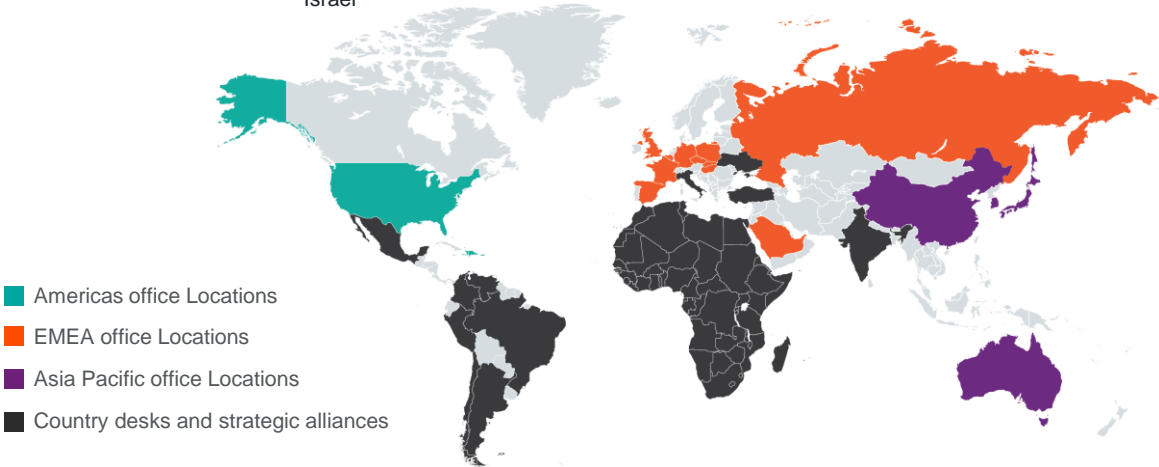 Israel
Americas office Locations
EMEA office Locations
Asia Pacific office Locations
Country desks and strategic alliances